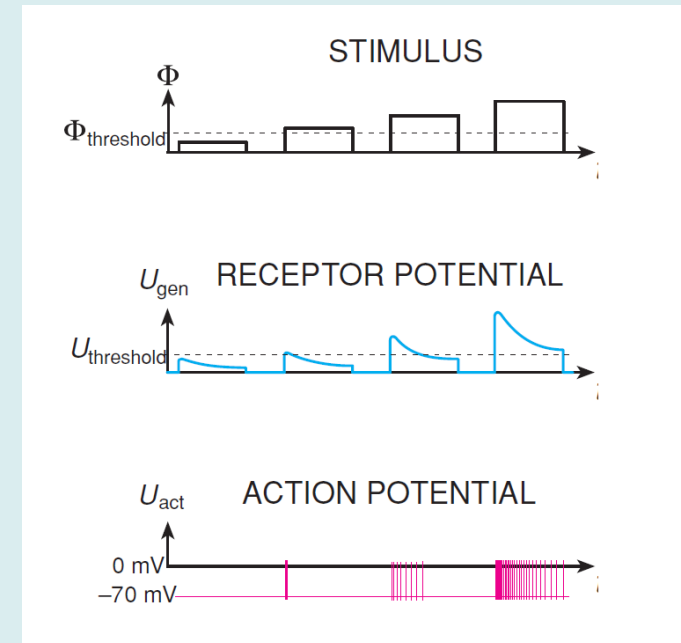 STIMULUS
Φ
Φthreshold
RECEPTOR POTENTIAL
Ugen
Uthreshold
t
ACTION POTENTIAL
Uact
0 mV
–70 mV